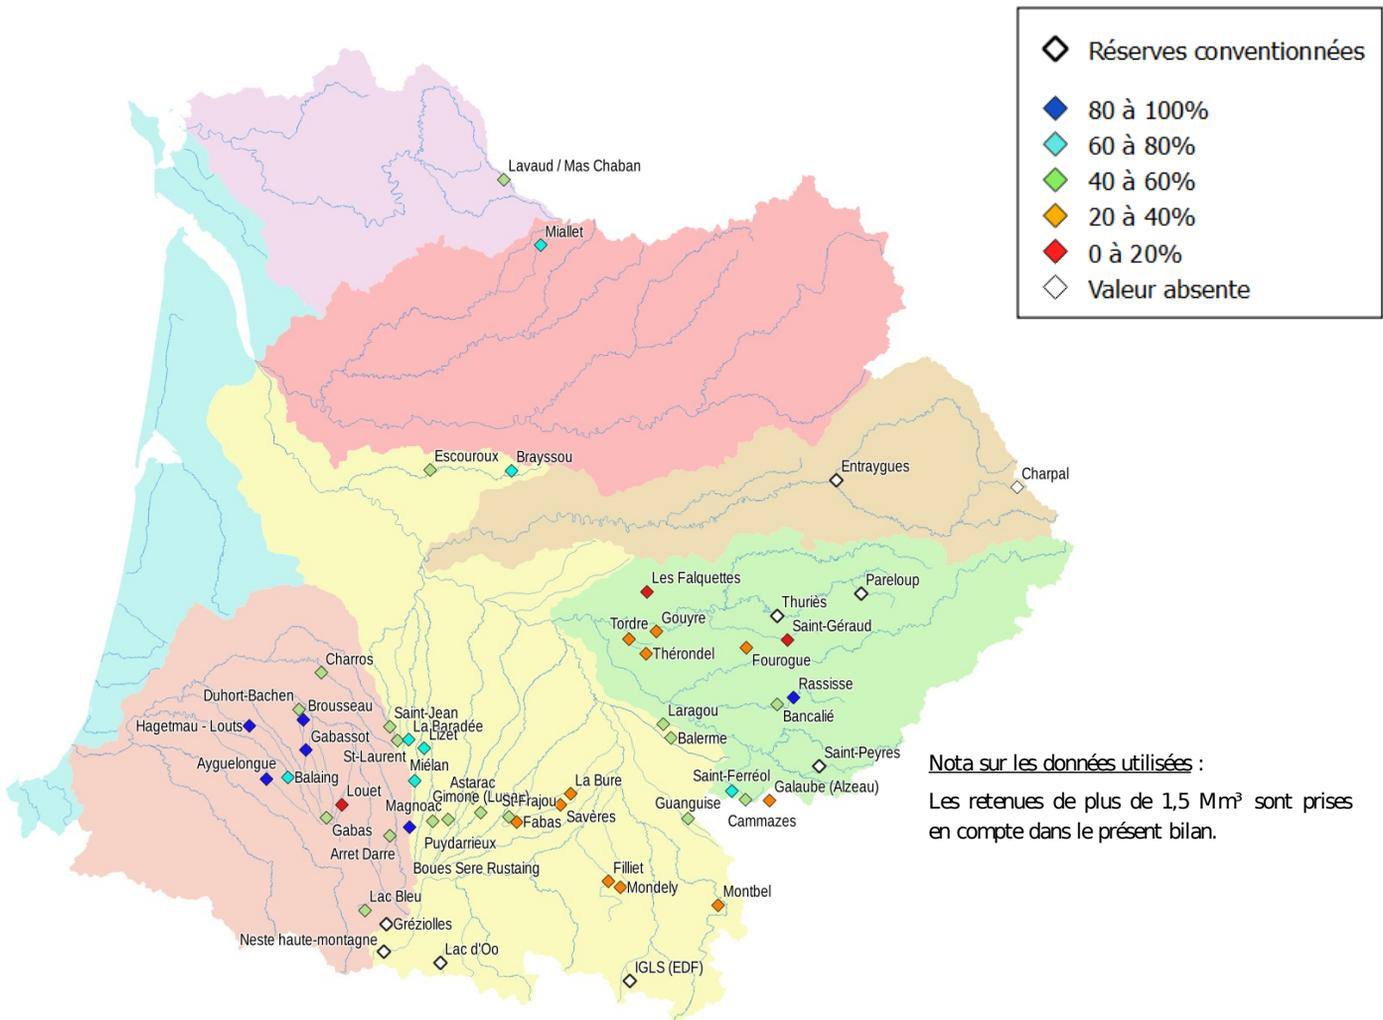 Réserves conventionnées
80 à 100%
60 à 80%
40 à 60%
20 à 40%
0 à 20%
Valeur absente
Lavaud / Mas Chaban
Miallet
Escouroux
Brayssou
Entraygues
Charpal
Les Falquettes
Pareloup
Thuriès
Tordre
Gouyre
Saint-Géraud
Thérondel
Fourogue
Charros
Rassisse
Duhort-Bachen
Brousseau
Hagetmau - Louts
Saint-Jean
La Baradée
Lizet
Laragou
Bancalié
Gabassot
St-Laurent
Balerme
Ayguelongue
Balaing
Miélan
Saint-Peyres
Louet
Astarac
La Bure
Saint-Ferréol
Galaube (Alzeau)
Magnoac
Gimone (Lunax)
St-Frajou
Savères
Guanguise
Cammazes
Gabas
Fabas
Puydarrieux
Arret Darre
Boues Sere Rustaing
Filliet
Mondely
Montbel
Lac Bleu
Gréziolles
Neste haute-montagne
Lac d'Oo
IGLS (EDF)
Nota sur les données utilisées :
Les retenues de plus de 1,5 Mm³ sont prises
en compte dans le présent bilan.